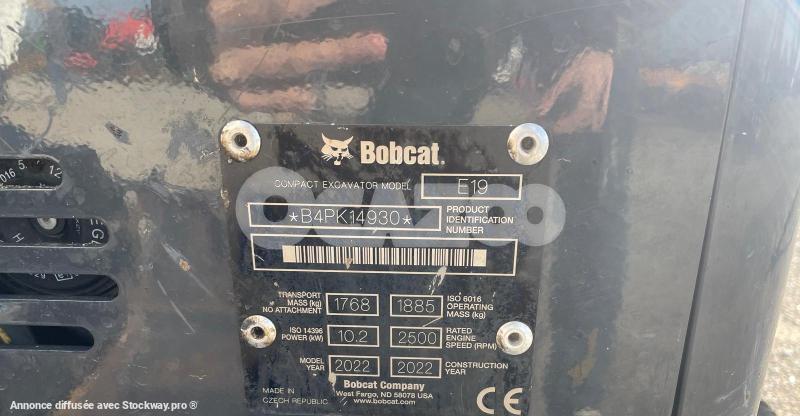 Bobcat.
COMPACT EXCAVATOR MODEL E19
*B4PK14930* PRODUCT IDENTIFICATION NUMBER
TRANSPORT MASS (kg) NO ATTACHMENT 1768 1885 ISO 6016 OPERATING MASS (kg)
ISO 14396 POWER (kW) 10.2 2500 RATED ENGINE SPEED (RPM)
MODEL YEAR 2022 2022 CONSTRUCTION YEAR
Bobcat Company
MADE IN CZECH REPUBLIC West Fargo, ND 58078 USA
www.bobcat.com CE
OCAZOO
Annonce diffusée avec Stockway.pro ®